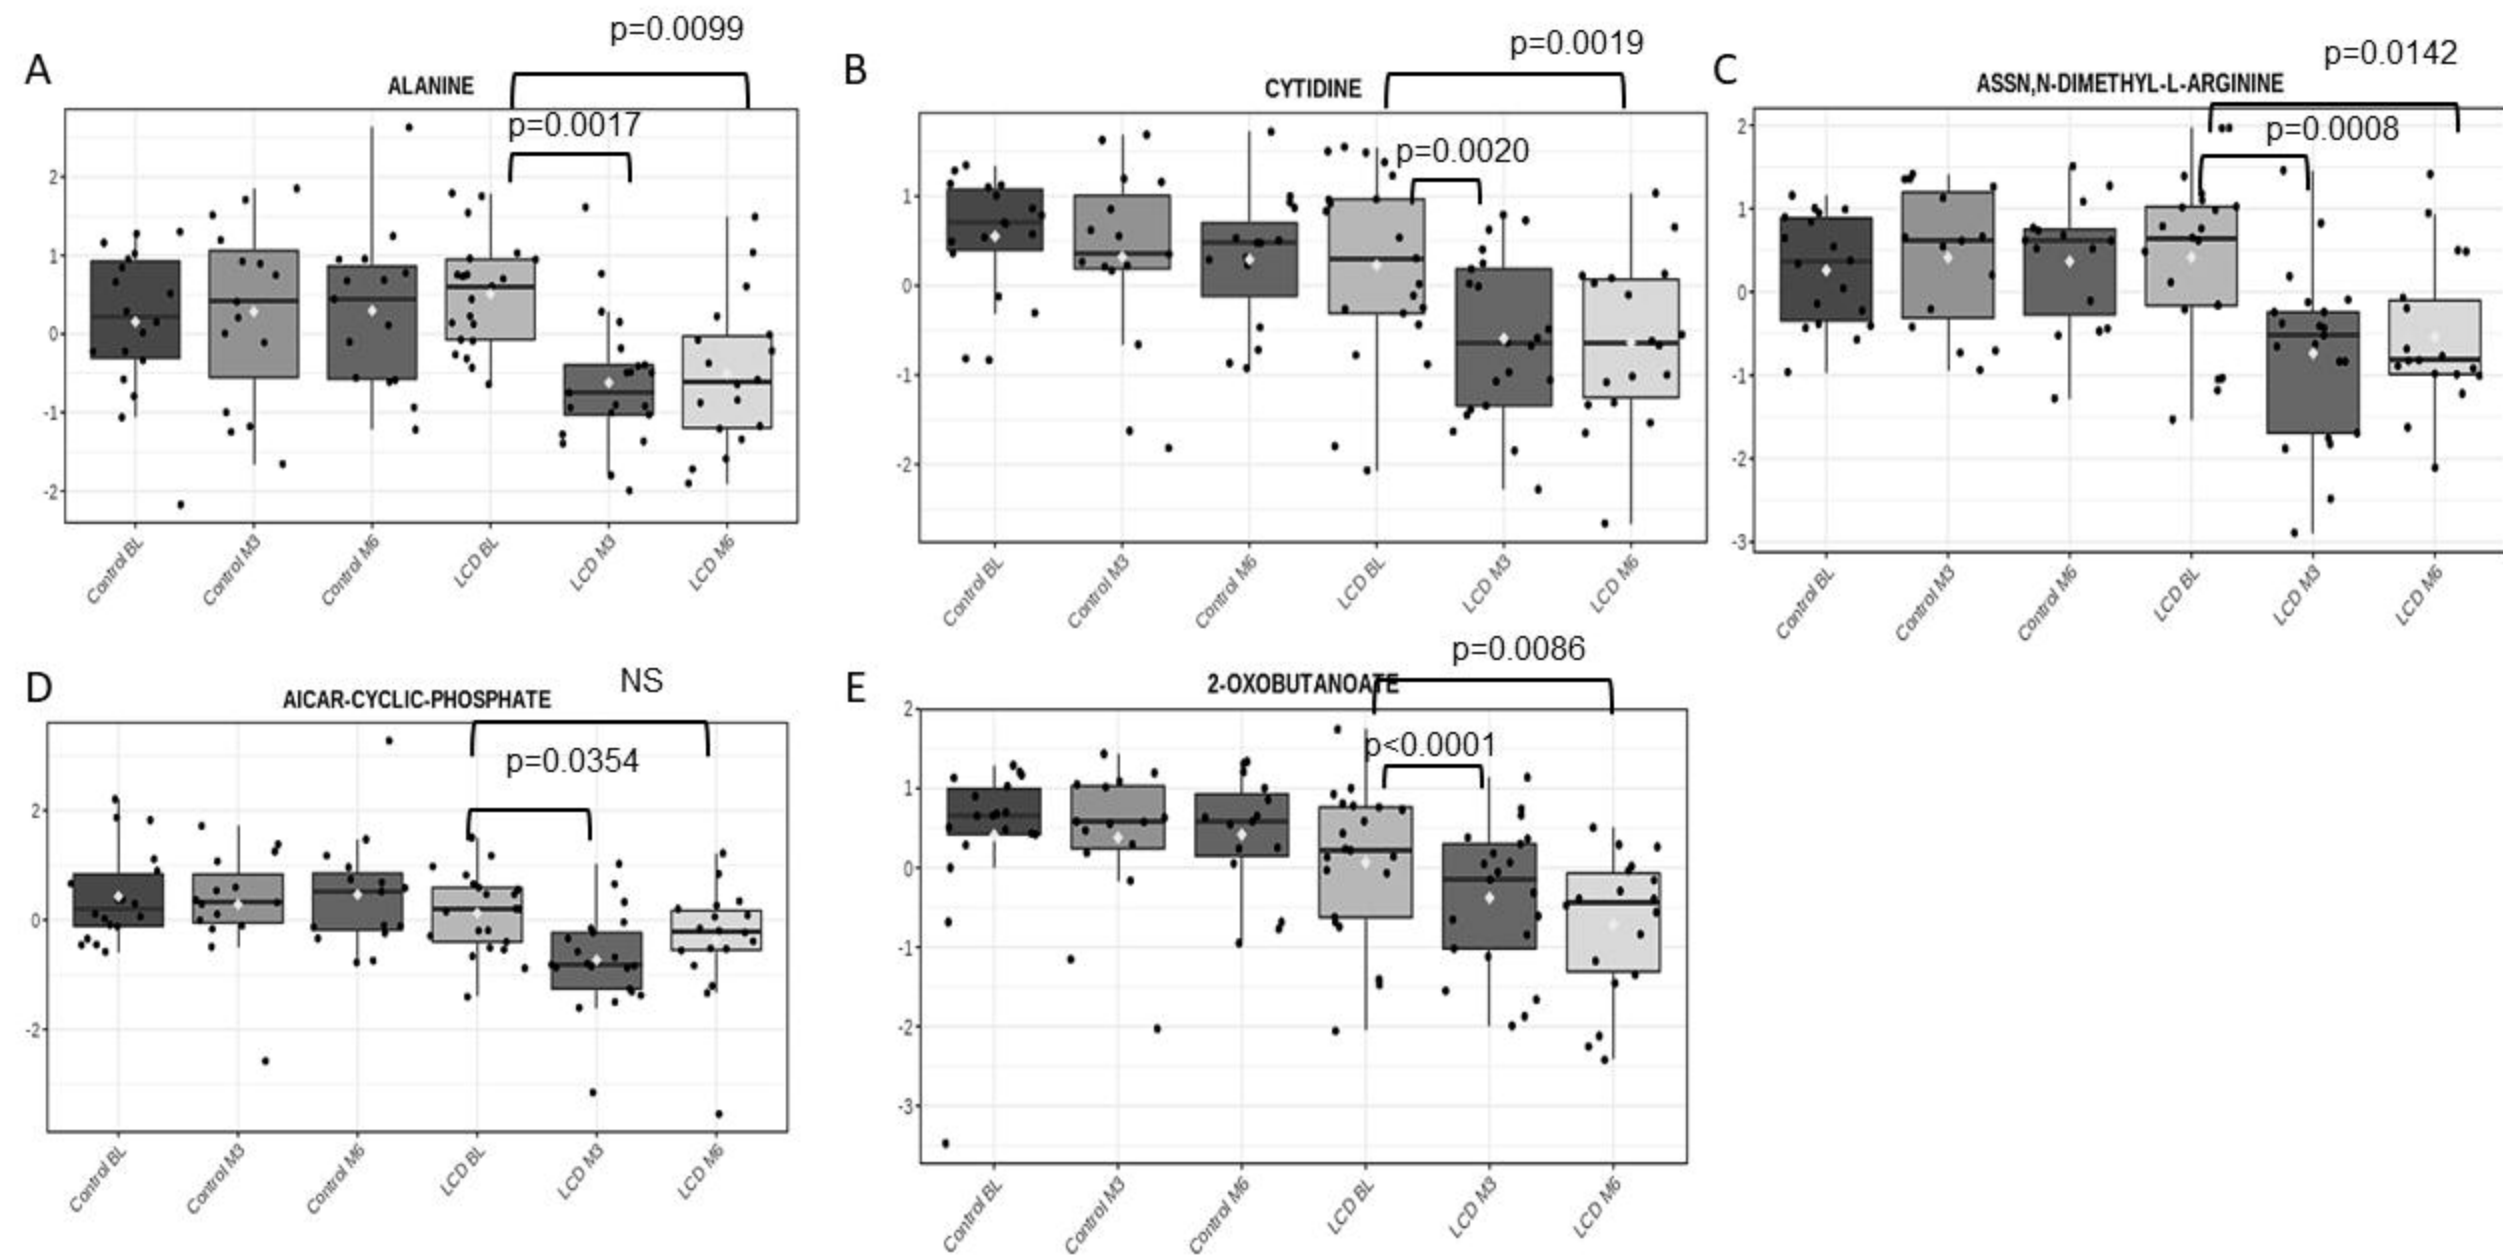 A
ALANINE
p=0.0099
p=0.0017
2
1
0
-1
-2
Control BL
Control M3
Control M6
LCD BL
LCD M3
LCD M6
B
CYTIDINE
p=0.0019
p=0.0020
1
0
-1
-2
Control BL
Control M3
Control M6
LCD BL
LCD M3
LCD M6
C
ASSN,N-DIMETHYL-L-ARGININE
p=0.0142
p=0.0008
2
1
0
-1
-2
-3
Control BL
Control M3
Control M6
LCD BL
LCD M3
LCD M6
D
AICAR-CYCLIC-PHOSPHATE
NS
p=0.0354
2
0
-2
Control BL
Control M3
Control M6
LCD BL
LCD M3
LCD M6
E
2-OXOBUTANOATE
p=0.0086
p<0.0001
2
1
0
-1
-2
-3
Control BL
Control M3
Control M6
LCD BL
LCD M3
LCD M6